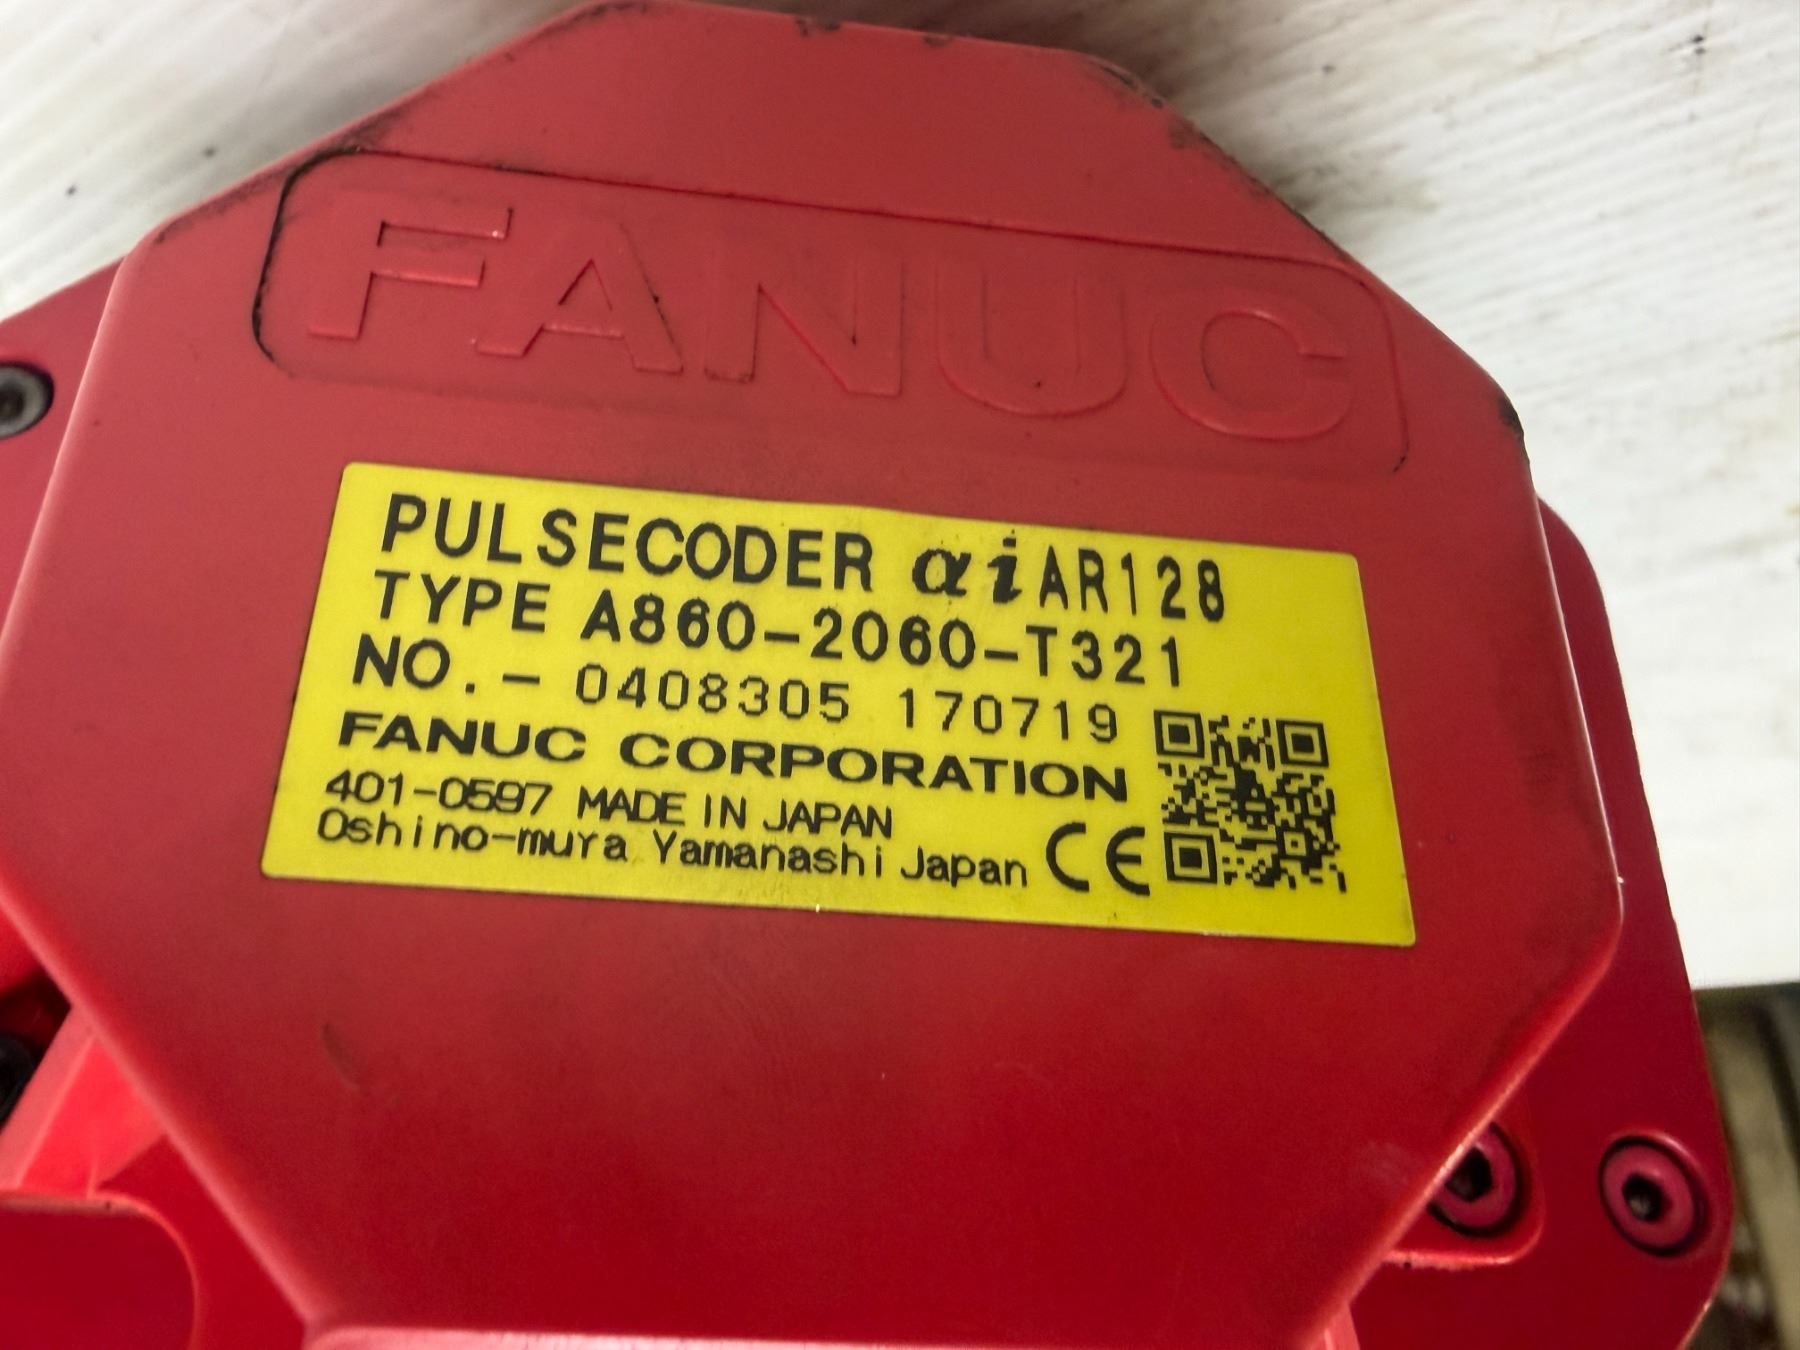 FANUC
PULSECODER αiAR128
TYPE A860-2060-T321
NO.- 0408305 170719
FANUC CORPORATION
401-0597 MADE IN JAPAN
Oshino-mura Yamanashi Japan CE